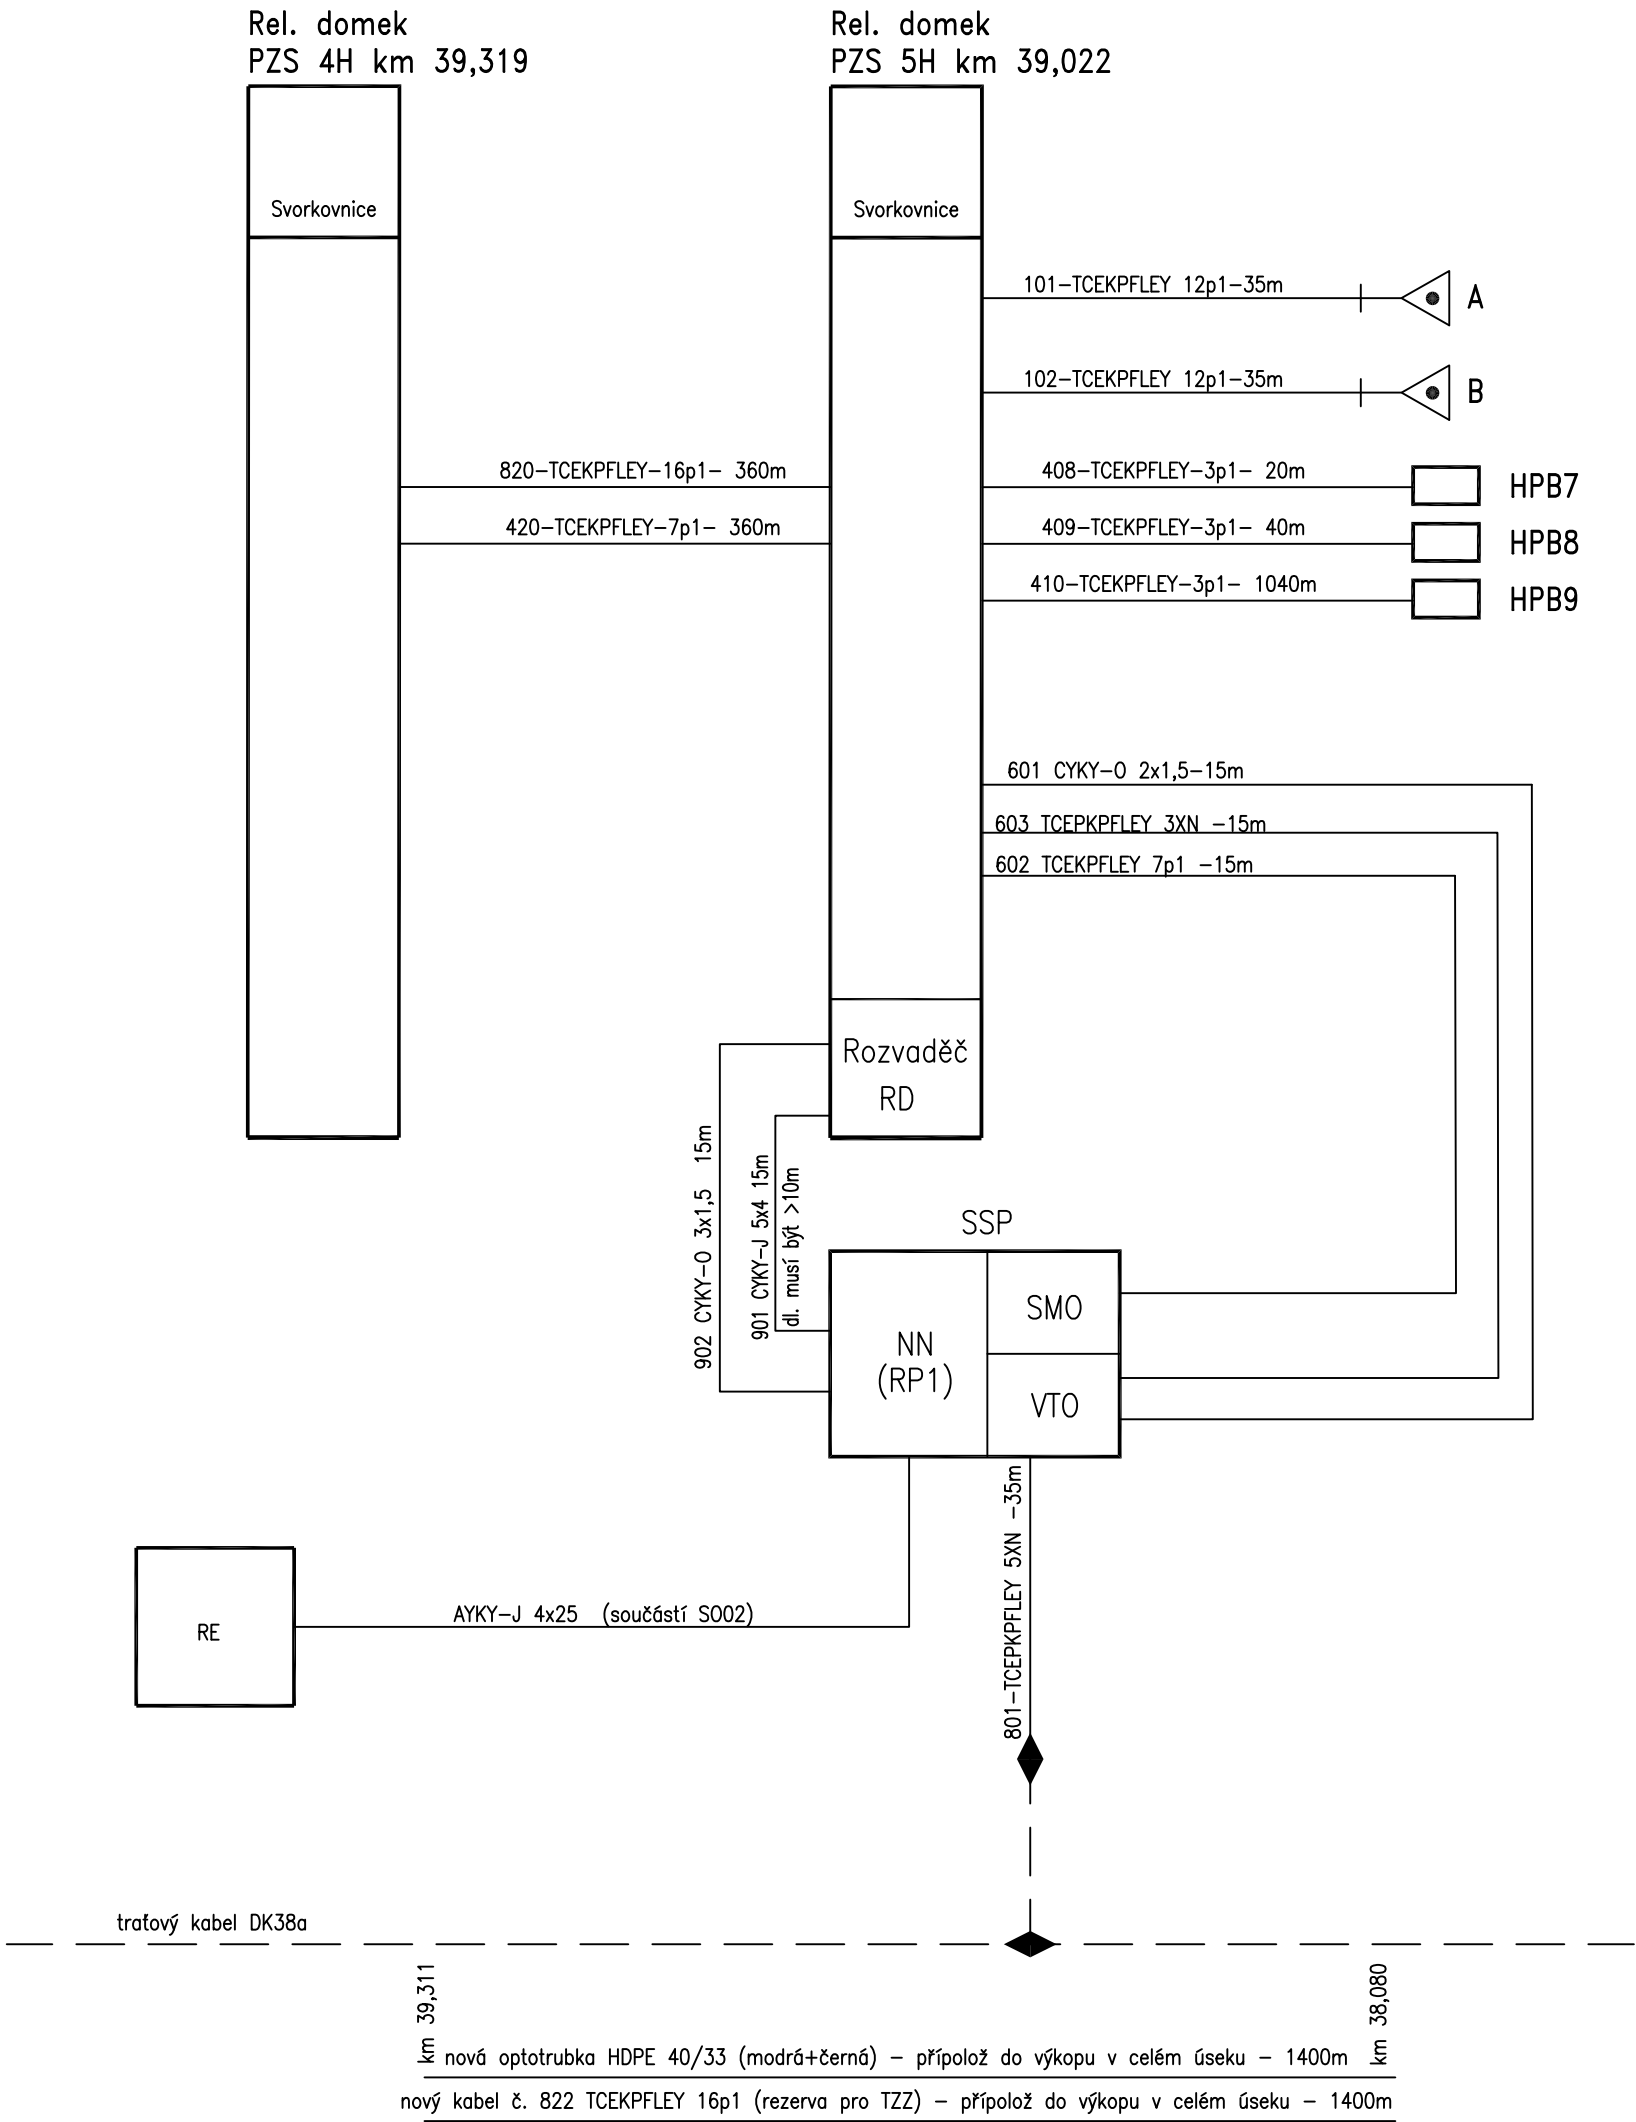 Rel. domek
PZS 4H km 39,319
Rel. domek
PZS 5H km 39,022
Svorkovnice
Svorkovnice
101-TCEKPFLEY 12p1-35m
A
102-TCEKPFLEY 12p1-35m
B
820-TCEKPFLEY-16p1- 360m
408-TCEKPFLEY-3p1- 20m
HPB7
420-TCEKPFLEY-7p1- 360m
409-TCEKPFLEY-3p1- 40m
HPB8
410-TCEKPFLEY-3p1- 1040m
HPB9
601 CYKY-O 2x1,5-15m
603 TCEPKPFLEY 3XN -15m
602 TCEKPFLEY 7p1 -15m
Rozvaděč
RD
902 CYKY-O 3x1,5 15m
901 CYKY-J 5x4 15m
dl. musí být >10m
SSP
SMO
NN
(RP1)
VTO
801-TCEPKPFLEY 5XN -35m
AYKY-J 4x25 (součástí SO02)
RE
traťový kabel DK38a
km 39,311
km 38,080
nová optotrubka HDPE 40/33 (modrá+černá) - přípolož do výkopu v celém úseku - 1400m
nový kabel č. 822 TCEKPFLEY 16p1 (rezerva pro TZZ) - přípolož do výkopu v celém úseku - 1400m